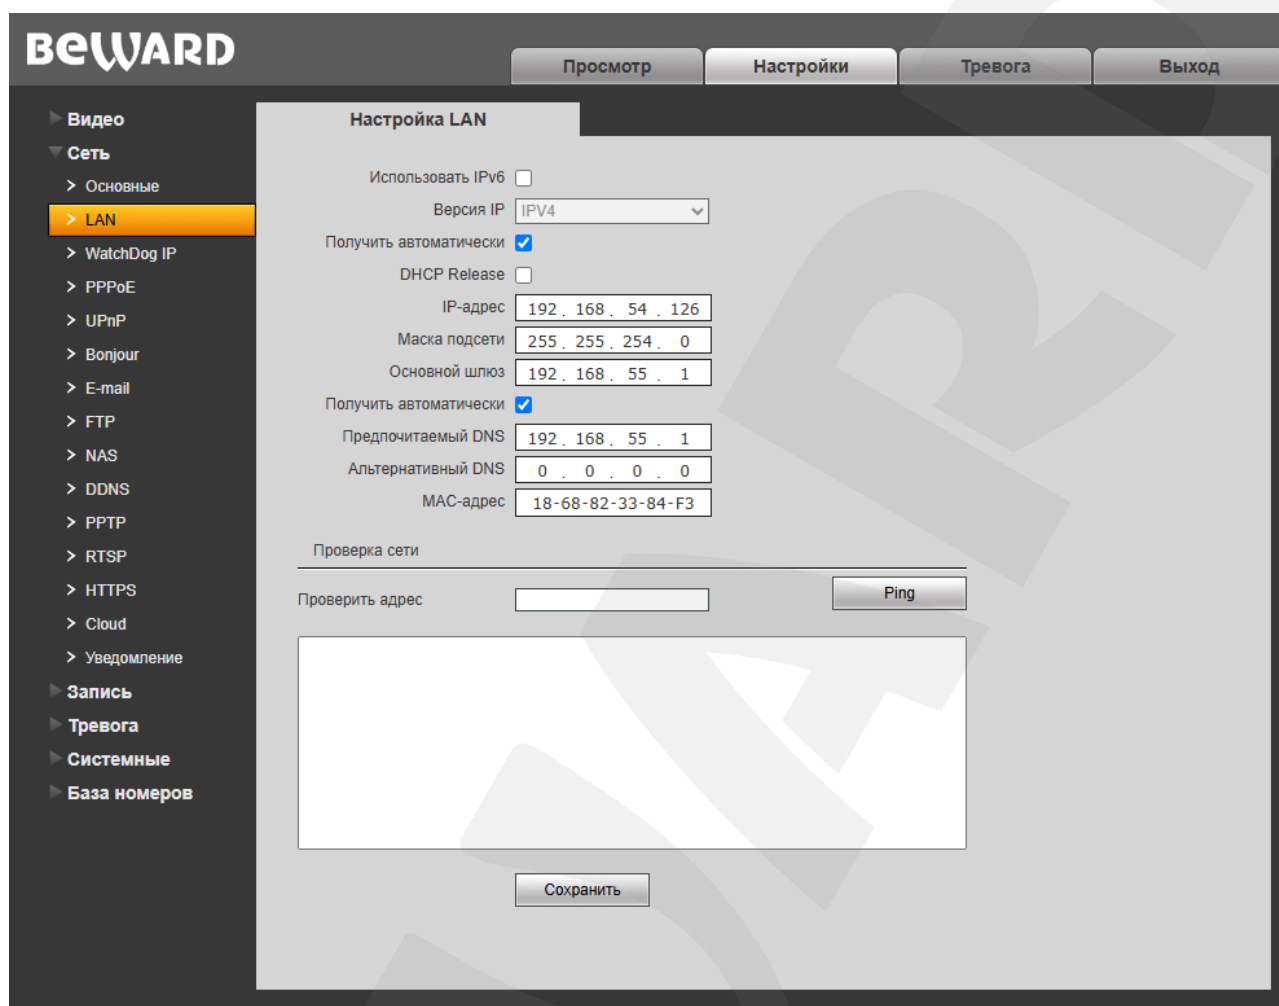 BEWARD
Просмотр
Настройки
Тревога
Выход
Видео
Сеть
> Основные
> LAN
> WatchDog IP
> PPPoE
> UPnP
> Bonjour
> E-mail
> FTP
> NAS
> DDNS
> PPTP
> RTSP
> HTTPS
> Cloud
> Уведомление
Запись
Тревога
Системные
База номеров
Настройка LAN
Использовать IPv6
Версия IP IPV4
Получить автоматически
DHCP Release
IP-адрес 192 . 168 . 54 . 126
Маска подсети 255 . 255 . 254 . 0
Основной шлюз 192 . 168 . 55 . 1
Получить автоматически
Предпочитаемый DNS 192 . 168 . 55 . 1
Альтернативный DNS 0 . 0 . 0 . 0
MAC-адрес 18-68-82-33-84-F3
Проверка сети
Проверить адрес Ping
Сохранить